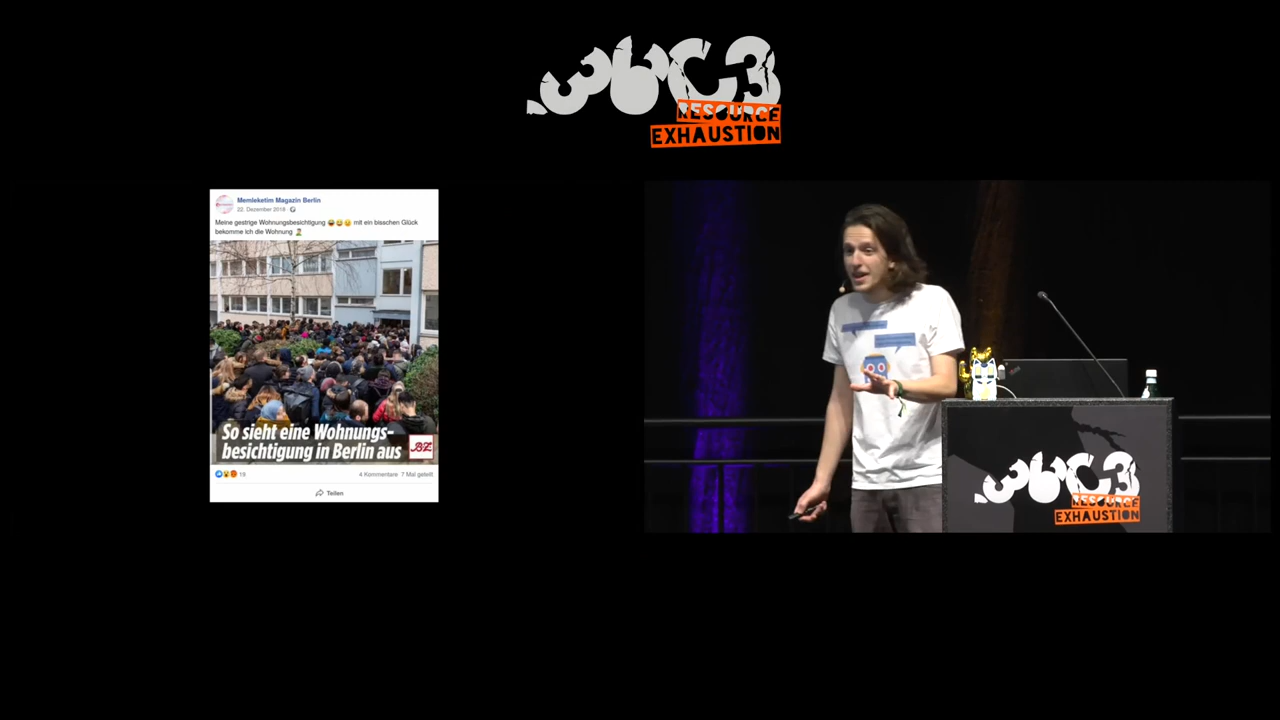 36C3
RESOURCE
EXHAUSTION
Memleketim Magazin Berlin
22. Dezember 2018
Meine gestrige Wohnungsbesichtigung 😂😅😉 mit ein bisschen Glück
bekomme ich die Wohnung
So sieht eine Wohnungs-
besichtigung in Berlin aus
BZ
19
4 Kommentare 7 Mal geteilt
Teilen
36C3
RESOURCE
EXHAUSTION